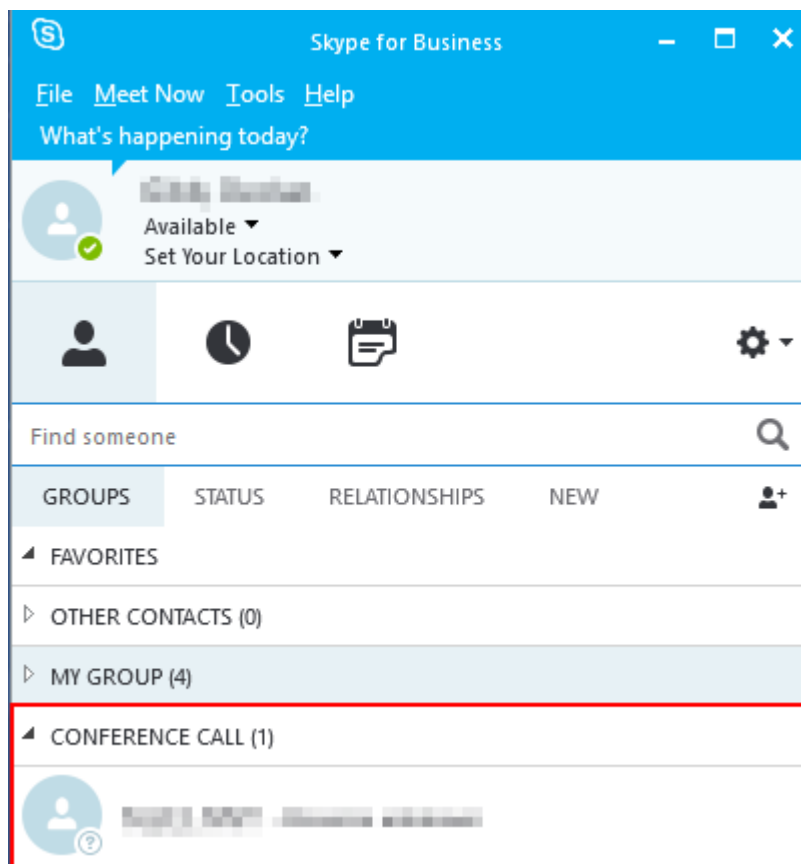 Skype for Business
File Meet Now Tools Help
What's happening today?
Available
Set Your Location
Find someone
GROUPS STATUS RELATIONSHIPS NEW
FAVORITES
OTHER CONTACTS (0)
MY GROUP (4)
CONFERENCE CALL (1)